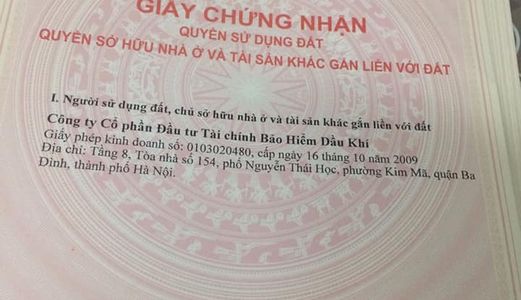 GIẤY CHỨNG NHẬN
QUYỀN SỬ DỤNG ĐẤT
QUYỀN SỞ HỮU NHÀ Ở VÀ TÀI SẢN KHÁC GẮN LIỀN VỚI ĐẤT
I. Người sử dụng đất, chủ sở hữu nhà ở và tài sản khác gắn liền với đất
Công ty Cổ phần Đầu tư Tài chính Bảo Hiểm Dầu Khí
Giấy phép kinh doanh số: 0103020480, cấp ngày 16 tháng 10 năm 2009
Địa chỉ: Tầng 8, Tòa nhà số 154, phố Nguyễn Thái Học, phường Kim Mã, quận Ba
Đình, thành phố Hà Nội.